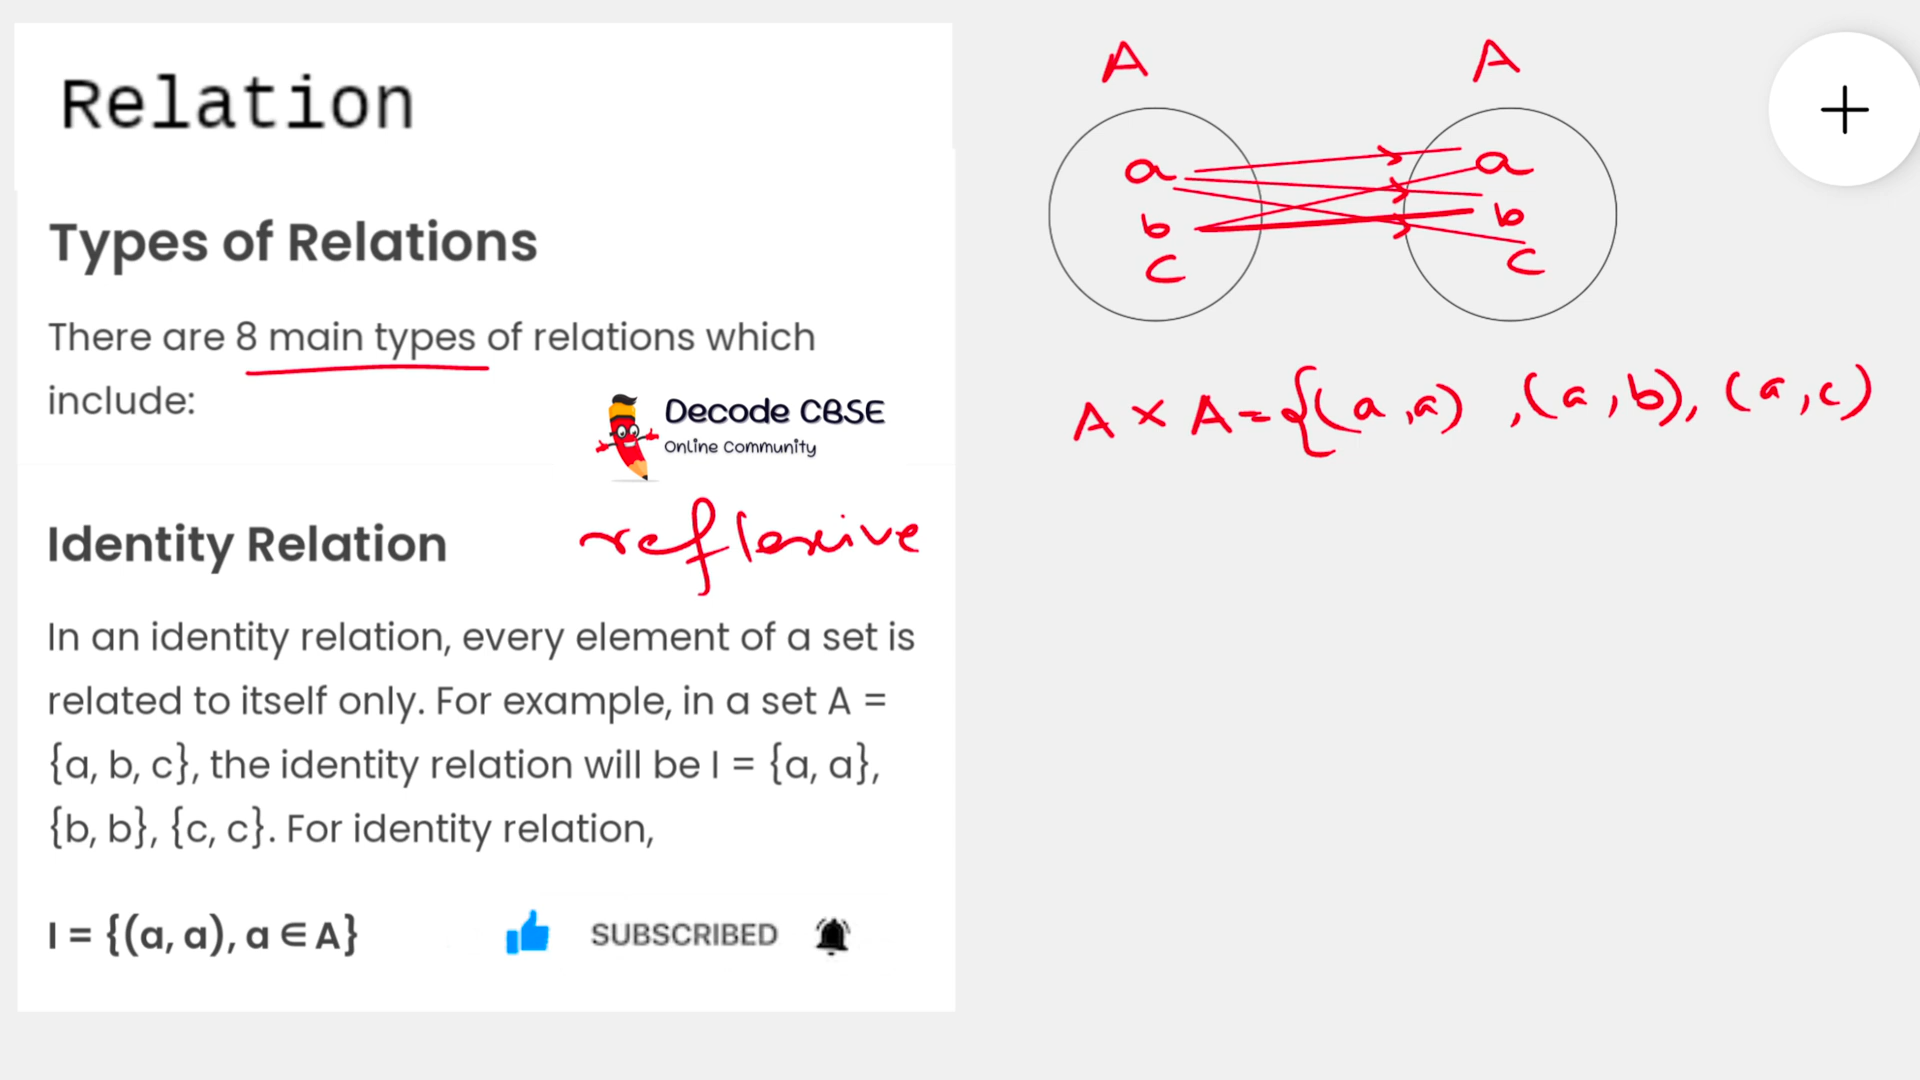 Relation
Types of Relations
There are 8 main types of relations which
include:
Decode CBSE
Online Community
Identity Relation
reflexive
In an identity relation, every element of a set is
related to itself only. For example, in a set A =
{a, b, c}, the identity relation will be I = {a, a},
{b, b}, {c, c}. For identity relation,
I = {(a, a), a ∈ A}
SUBSCRIBED
A A
a a
b b
c c
A × A = {(a,a) ,(a,b), (a,c)